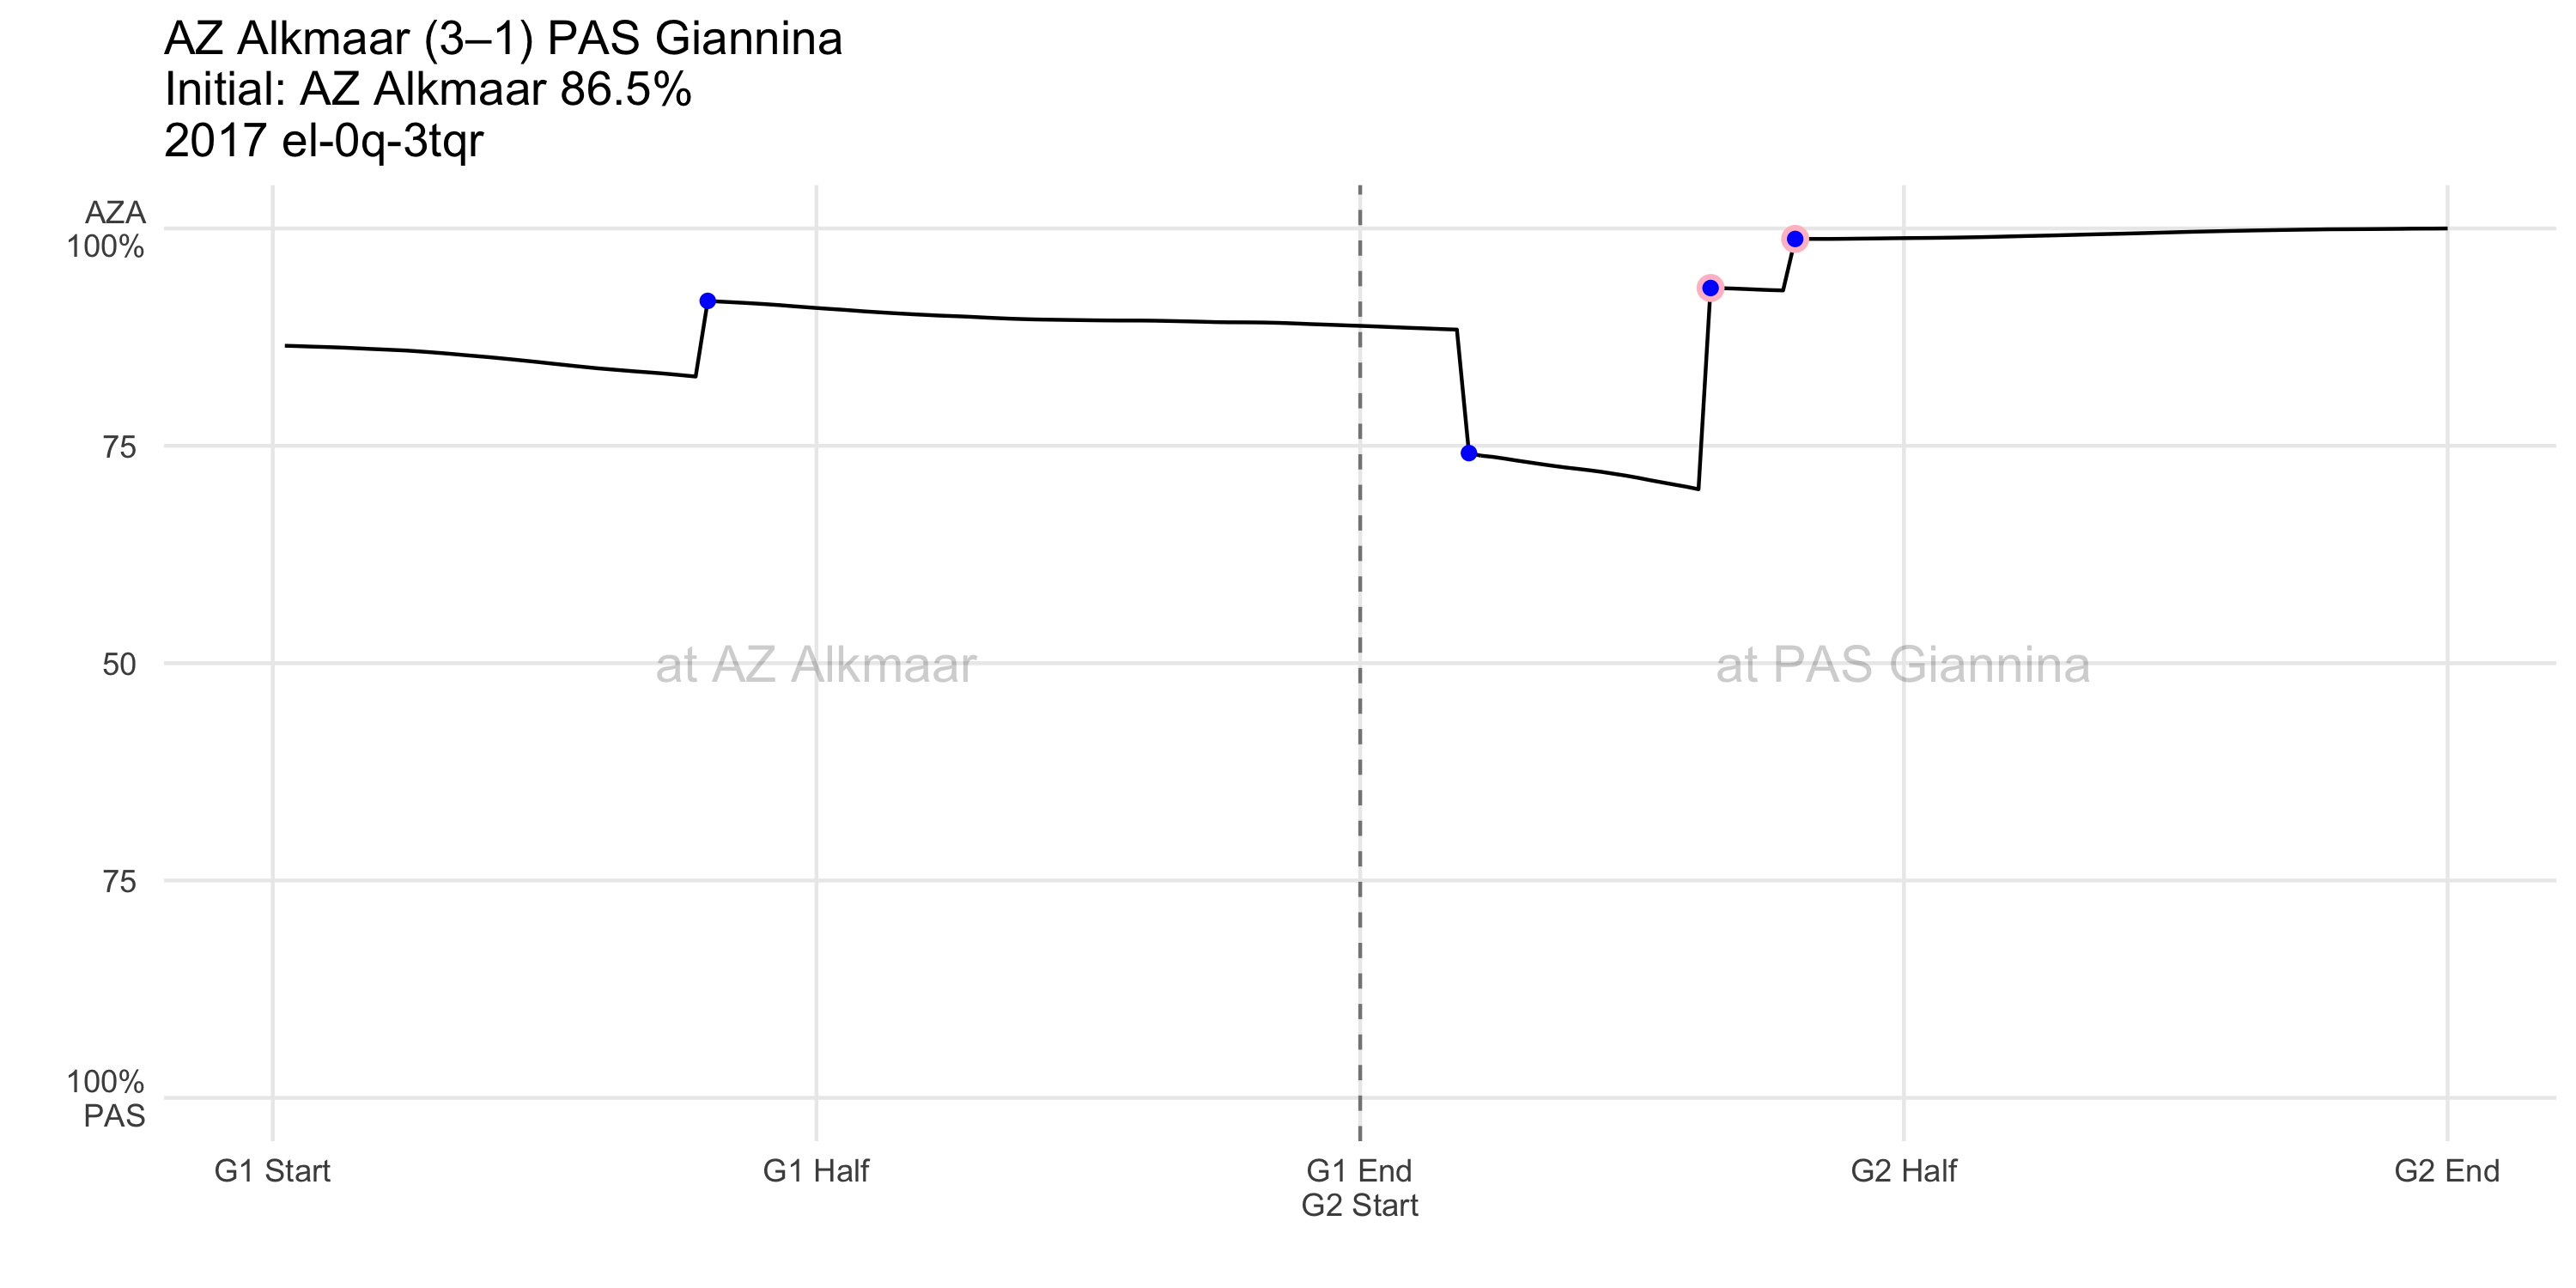 AZ Alkmaar (3–1) PAS Giannina
Initial: AZ Alkmaar 86.5%
2017 el-0q-3tqr
AZA
100%
75
50
75
100%
PAS
at AZ Alkmaar
at PAS Giannina
G1 Start
G1 Half
G1 End
G2 Start
G2 Half
G2 End